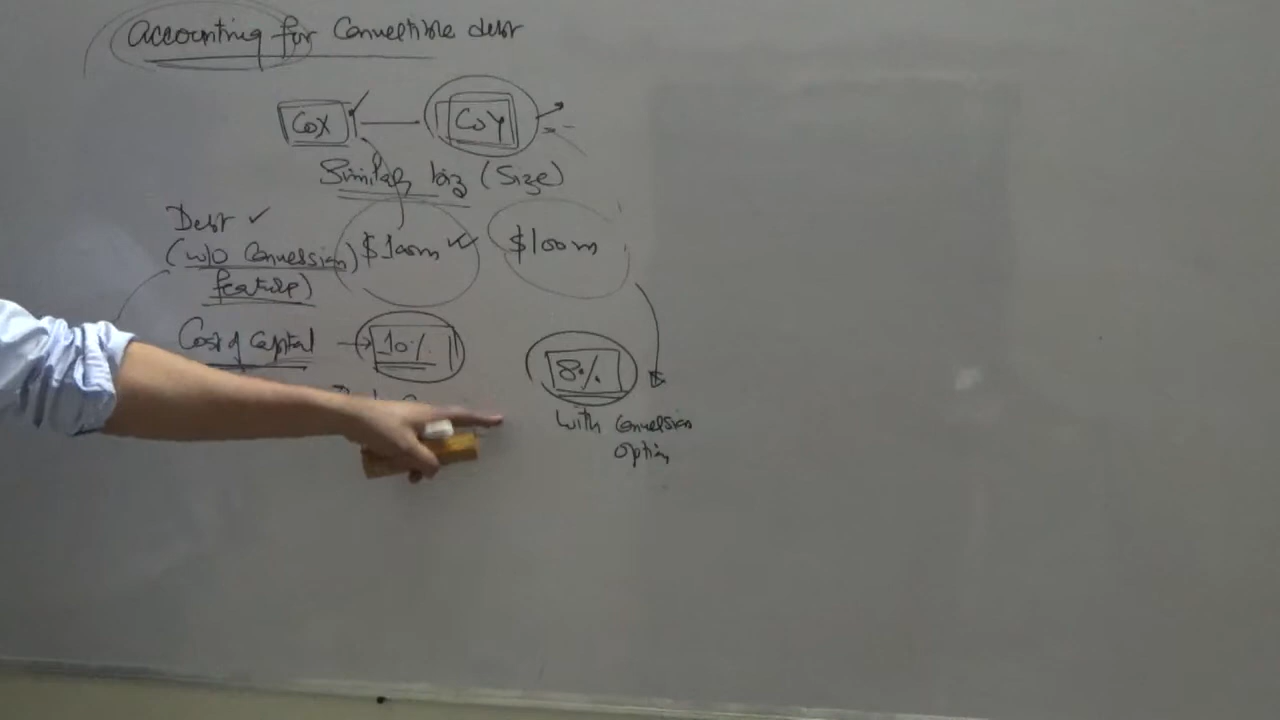 Accounting for Convertible debt
CoX CoY
Similar biz (Size)
Debt ✓
(w/o Conversion $100m ✓ $100m
feature)
Cost of Capital → 10%
8%
With Conversion
option